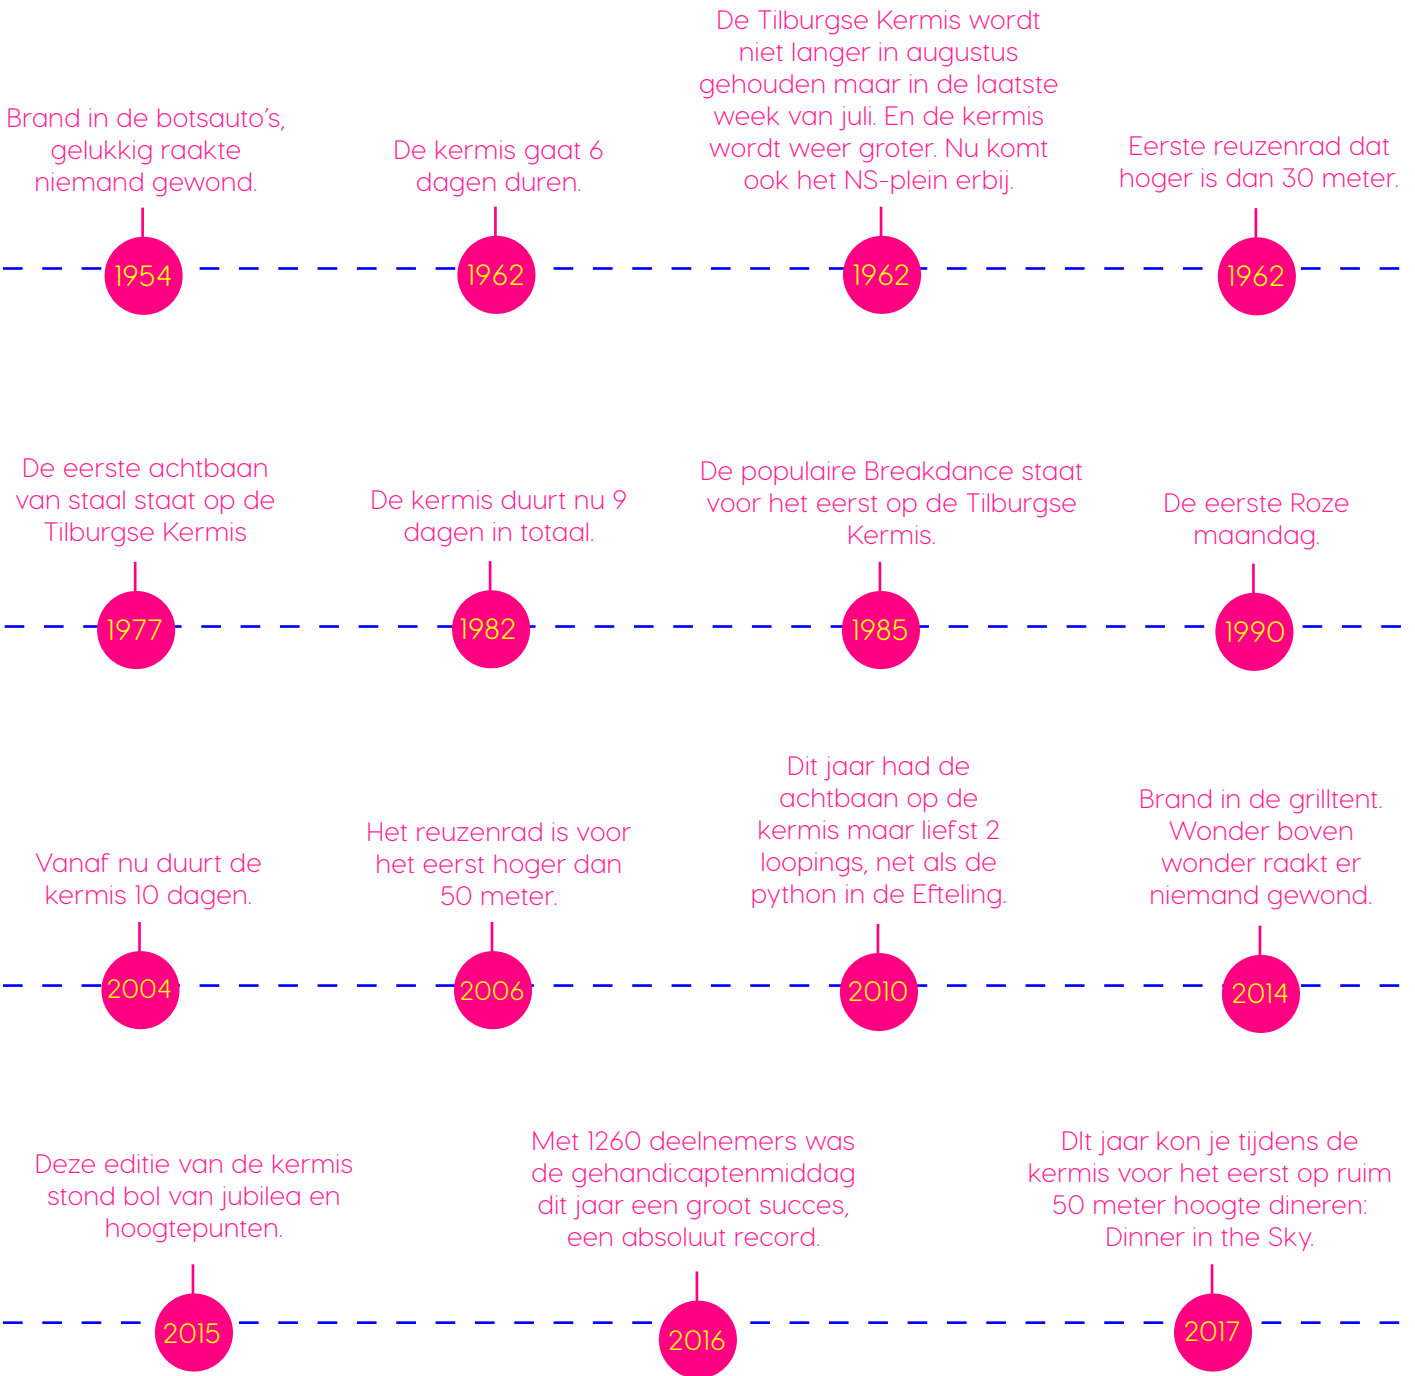 Brand in de botsauto's,
gelukkig raakte
niemand gewond.
1954
De kermis gaat 6
dagen duren.
1962
De Tilburgse Kermis wordt
niet langer in augustus
gehouden maar in de laatste
week van juli. En de kermis
wordt weer groter. Nu komt
ook het NS-plein erbij.
1962
Eerste reuzenrad dat
hoger is dan 30 meter.
1962
De eerste achtbaan
van staal staat op de
Tilburgse Kermis
1977
De kermis duurt nu 9
dagen in totaal.
1982
De populaire Breakdance staat
voor het eerst op de Tilburgse
Kermis.
1985
De eerste Roze
maandag.
1990
Vanaf nu duurt de
kermis 10 dagen.
2004
Het reuzenrad is voor
het eerst hoger dan
50 meter.
2006
Dit jaar had de
achtbaan op de
kermis maar liefst 2
loopings, net als de
python in de Efteling.
2010
Brand in de grilltent.
Wonder boven
wonder raakt er
niemand gewond.
2014
Deze editie van de kermis
stond bol van jubilea en
hoogtepunten.
2015
Met 1260 deelnemers was
de gehandicaptenmiddag
dit jaar een groot succes,
een absoluut record.
2016
DIt jaar kon je tijdens de
kermis voor het eerst op ruim
50 meter hoogte dineren:
Dinner in the Sky.
2017